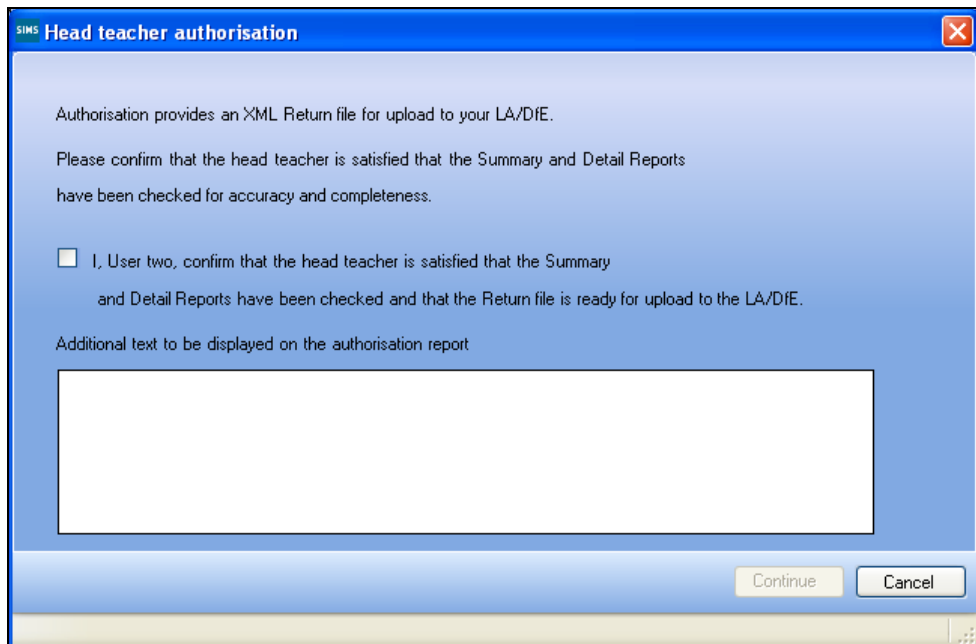 SIMS Head teacher authorisation
Authorisation provides an XML Return file for upload to your LA/DfE.
Please confirm that the head teacher is satisfied that the Summary and Detail Reports
have been checked for accuracy and completeness.
I, User two, confirm that the head teacher is satisfied that the Summary
and Detail Reports have been checked and that the Return file is ready for upload to the LA/DfE.
Additional text to be displayed on the authorisation report
Continue Cancel